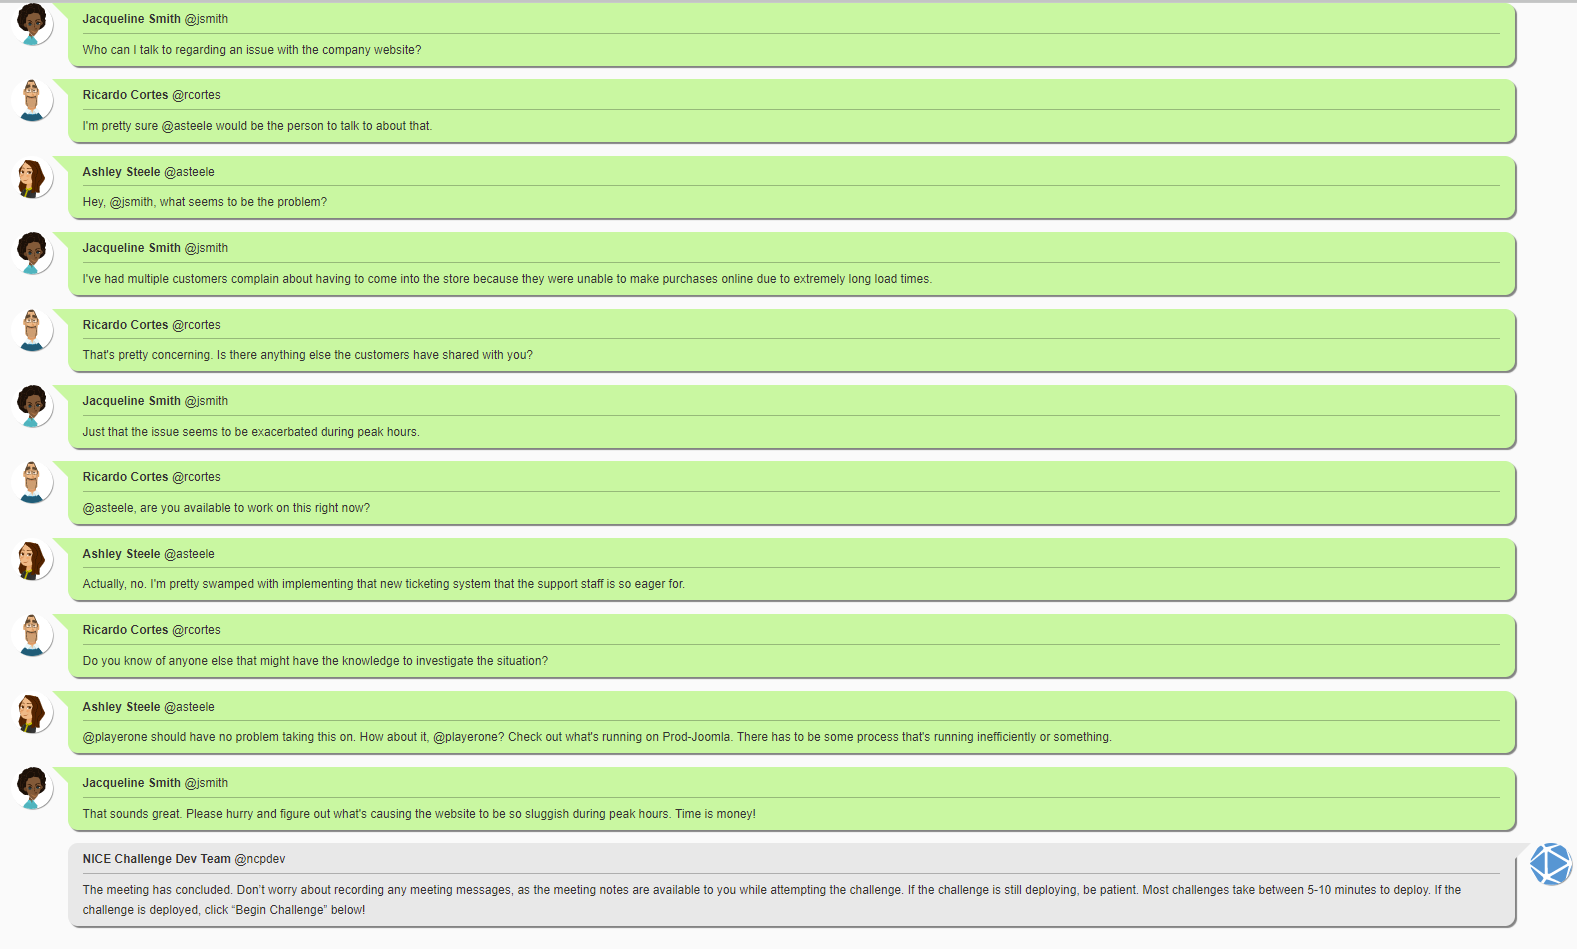 Jacqueline Smith @jsmith
Who can I talk to regarding an issue with the company website?
Ricardo Cortes @rcortes
I'm pretty sure @asteele would be the person to talk to about that.
Ashley Steele @asteele
Hey, @jsmith, what seems to be the problem?
Jacqueline Smith @jsmith
I've had multiple customers complain about having to come into the store because they were unable to make purchases online due to extremely long load times.
Ricardo Cortes @rcortes
That's pretty concerning. Is there anything else the customers have shared with you?
Jacqueline Smith @jsmith
Just that the issue seems to be exacerbated during peak hours.
Ricardo Cortes @rcortes
@asteele, are you available to work on this right now?
Ashley Steele @asteele
Actually, no. I'm pretty swamped with implementing that new ticketing system that the support staff is so eager for.
Ricardo Cortes @rcortes
Do you know of anyone else that might have the knowledge to investigate the situation?
Ashley Steele @asteele
@playerone should have no problem taking this on. How about it, @playerone? Check out what's running on Prod-Joomla. There has to be some process that's running inefficiently or something.
Jacqueline Smith @jsmith
That sounds great. Please hurry and figure out what's causing the website to be so sluggish during peak hours. Time is money!
NICE Challenge Dev Team @ncpdev
The meeting has concluded. Don't worry about recording any meeting messages, as the meeting notes are available to you while attempting the challenge. If the challenge is still deploying, be patient. Most challenges take between 5-10 minutes to deploy. If the
challenge is deployed, click “Begin Challenge” below!